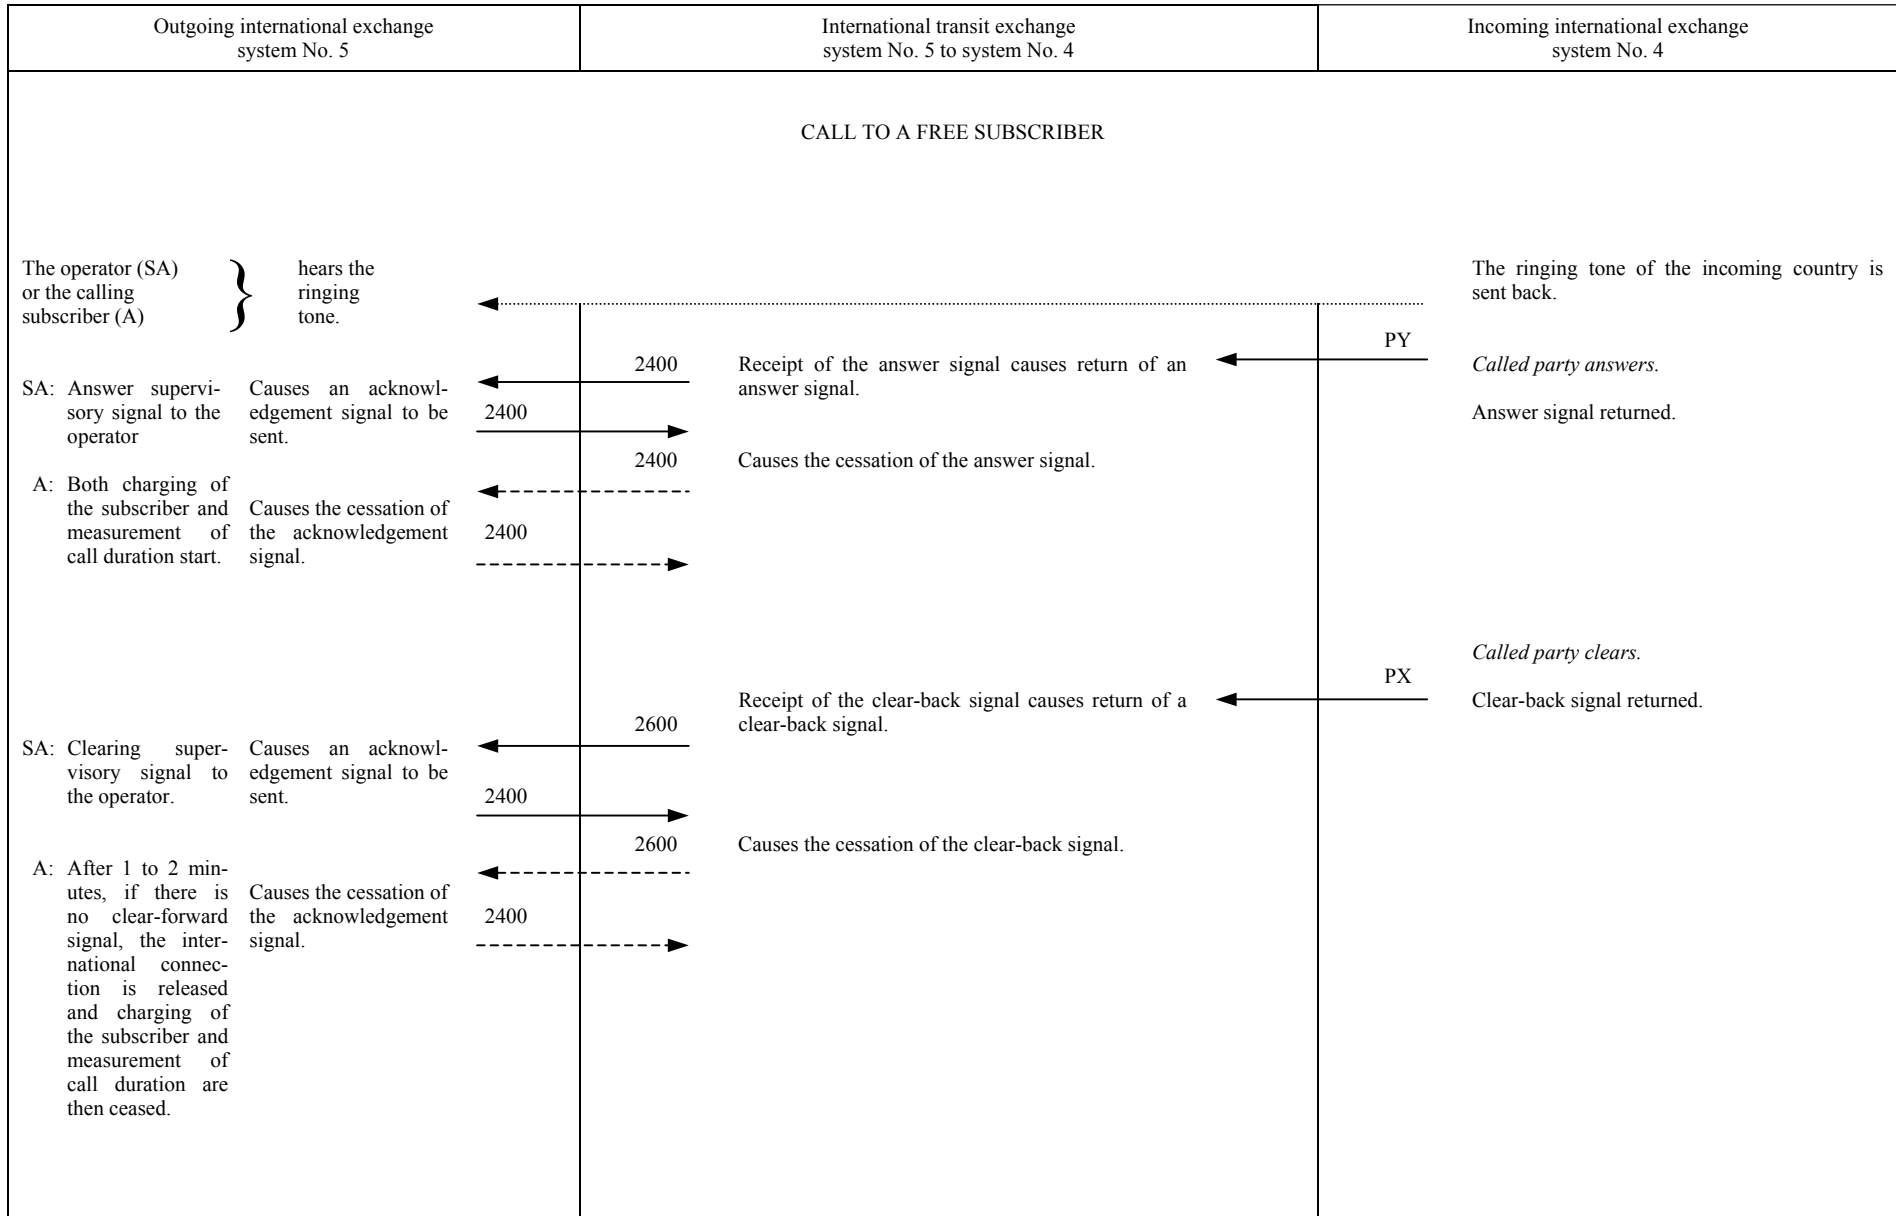 Outgoing international exchange
system No. 5
International transit exchange
system No. 5 to system No. 4
Incoming international exchange
system No. 4
CALL TO A FREE SUBSCRIBER
The operator (SA)
or the calling
subscriber (A)
}
hears the
ringing
tone.
The ringing tone of the incoming country is
sent back.
PY
2400
Receipt of the answer signal causes return of an
answer signal.
Called party answers.
Answer signal returned.
SA: Answer supervi-
sory signal to the
operator
Causes an acknowl-
edgement signal to be
sent.
2400
2400
Causes the cessation of the answer signal.
A: Both charging of
the subscriber and
measurement of
call duration start.
Causes the cessation of
the acknowledgement
signal.
2400
Called party clears.
PX
Clear-back signal returned.
Receipt of the clear-back signal causes return of a
clear-back signal.
2600
SA: Clearing super-
visory signal to
the operator.
Causes an acknowl-
edgement signal to be
sent.
2400
2600
Causes the cessation of the clear-back signal.
A: After 1 to 2 min-
utes, if there is
no clear-forward
signal, the inter-
national connec-
tion is released
and charging of
the subscriber and
measurement of
call duration are
then ceased.
Causes the cessation of
the acknowledgement
signal.
2400